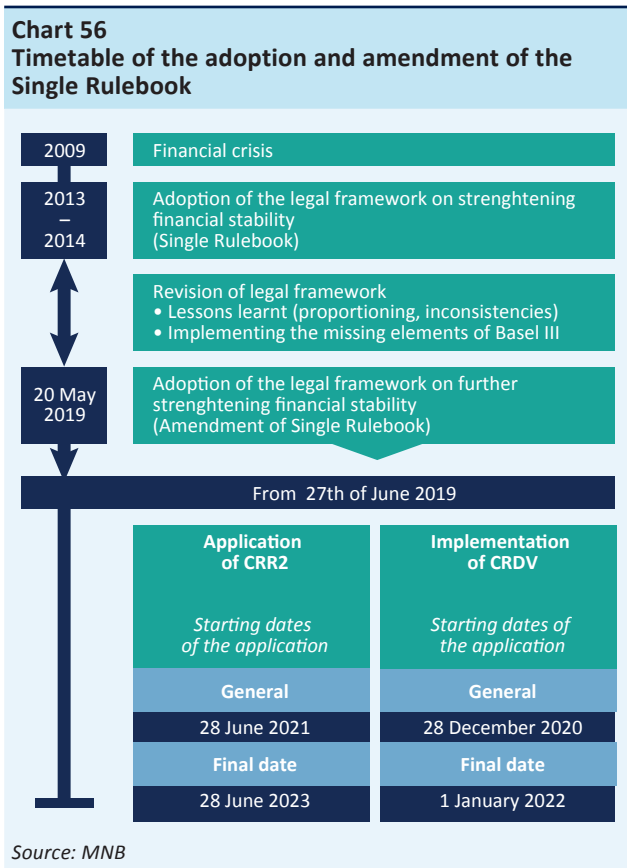 Chart 56
Timetable of the adoption and amendment of the
Single Rulebook
2009
Financial crisis
2013
–
2014
Adoption of the legal framework on strenghtening
financial stability
(Single Rulebook)
Revision of legal framework
• Lessons learnt (proportioning, inconsistencies)
• Implementing the missing elements of Basel III
20 May
2019
Adoption of the legal framework on further
strenghtening financial stability
(Amendment of Single Rulebook)
From 27th of June 2019
Application
of CRR2
Starting dates
of the application
General
28 June 2021
Final date
28 June 2023
Implementation
of CRDV
Starting dates of
the application
General
28 December 2020
Final date
1 January 2022
Source: MNB